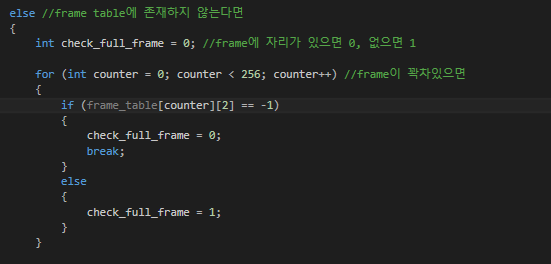 else //frame table에 존재하지 않는다면
{
int check_full_frame = 0; //frame에 자리가 있으면 0, 없으면 1
for (int counter = 0; counter < 256; counter++) //frame이 꽉차있으면
{
if (frame_table[counter][2] == -1)
{
check_full_frame = 0;
break;
}
else
{
check_full_frame = 1;
}
}